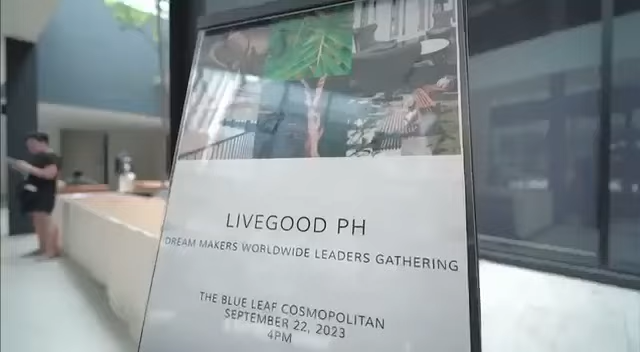 LIVEGOOD PH
DREAM MAKERS WORLDWIDE LEADERS GATHERING
THE BLUE LEAF COSMOPOLITAN
SEPTEMBER 22, 2023
4PM